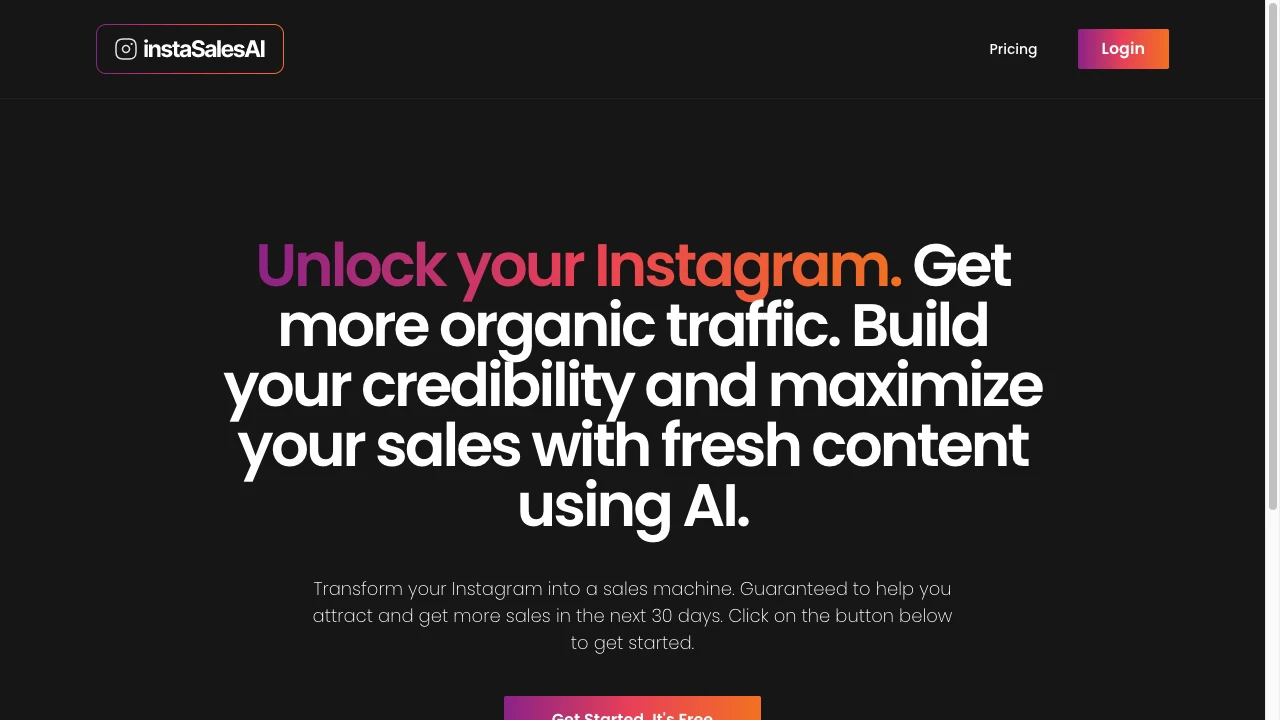 instaSalesAI
Pricing
Login
Unlock your Instagram. Get
more organic traffic. Build
your credibility and maximize
your sales with fresh content
using AI.
Transform your Instagram into a sales machine. Guaranteed to help you
attract and get more sales in the next 30 days. Click on the button below
to get started.
Get Started. It's Free